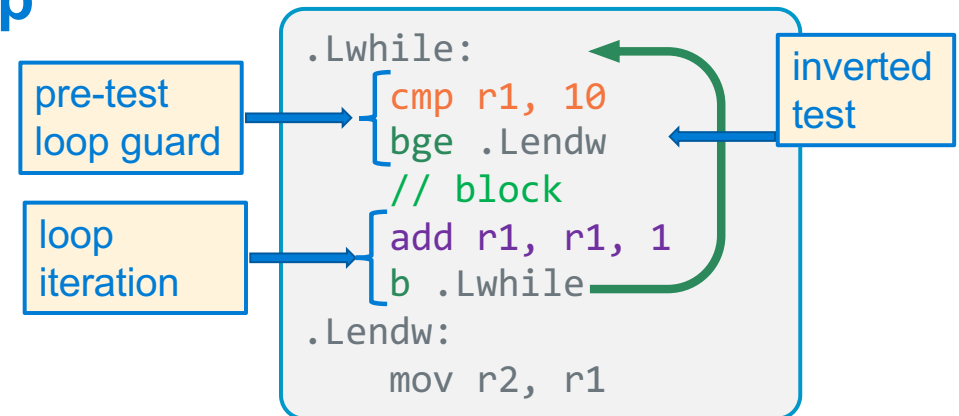 p
pre-test
loop guard
loop
iteration
.Lwhile:
cmp r1, 10
bge .Lendw
// block
add r1, r1, 1
b .Lwhile
.Lendw:
mov r2, r1
inverted
test